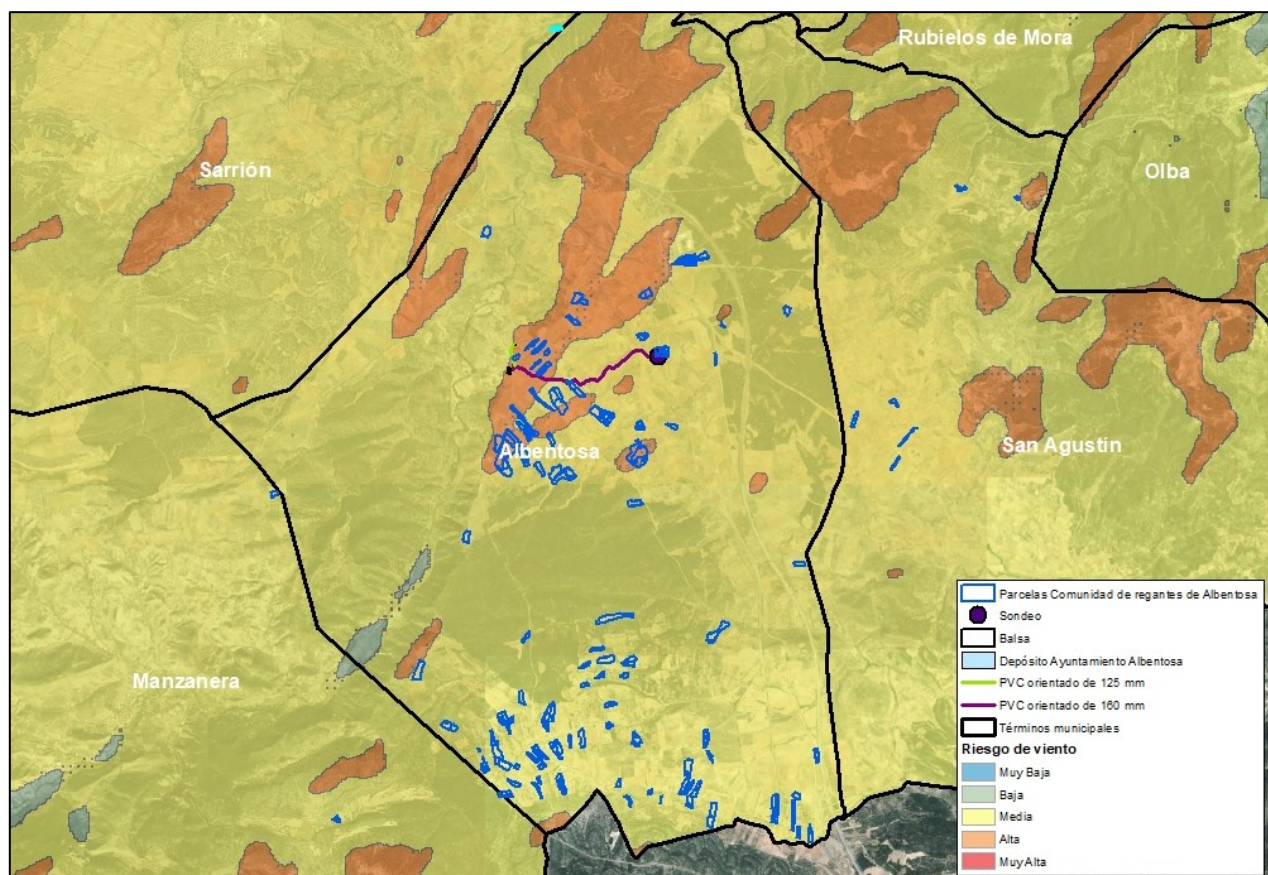 Rubielos de Mora
Sarrión
Olba
Albentosa
San Agustín
Manzanera
Parcelas Comunidad de regantes de Albentosa
Sondeo
Balsa
Depósito Ayuntamiento Albentosa
PVC orientado de 125 mm
PVC orientado de 160 mm
Términos municipales
Riesgo de viento
Muy Baja
Baja
Media
Alta
Muy Alta